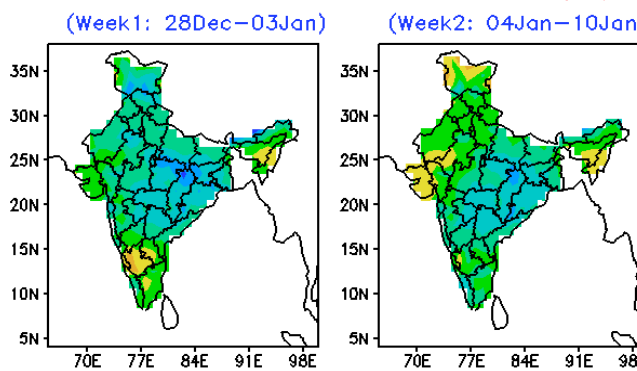 (Week1: 28Dec–03Jan)
(Week2: 04Jan–10Jan
35N
30N
25N
20N
15N
10N
5N
70E 77E 84E 91E 98E
35N
30N
25N
20N
15N
10N
5N
70E 77E 84E 91E 98